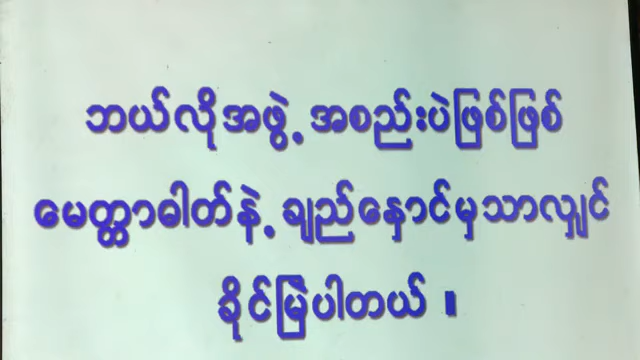 ဘယ်လိုအဖွဲ့အစည်းပဲဖြစ်ဖြစ်
မေတ္တာဓါတ်နဲ့ချည်နှောင်မှသာလျှင်
ခိုင်မြဲပါတယ်။